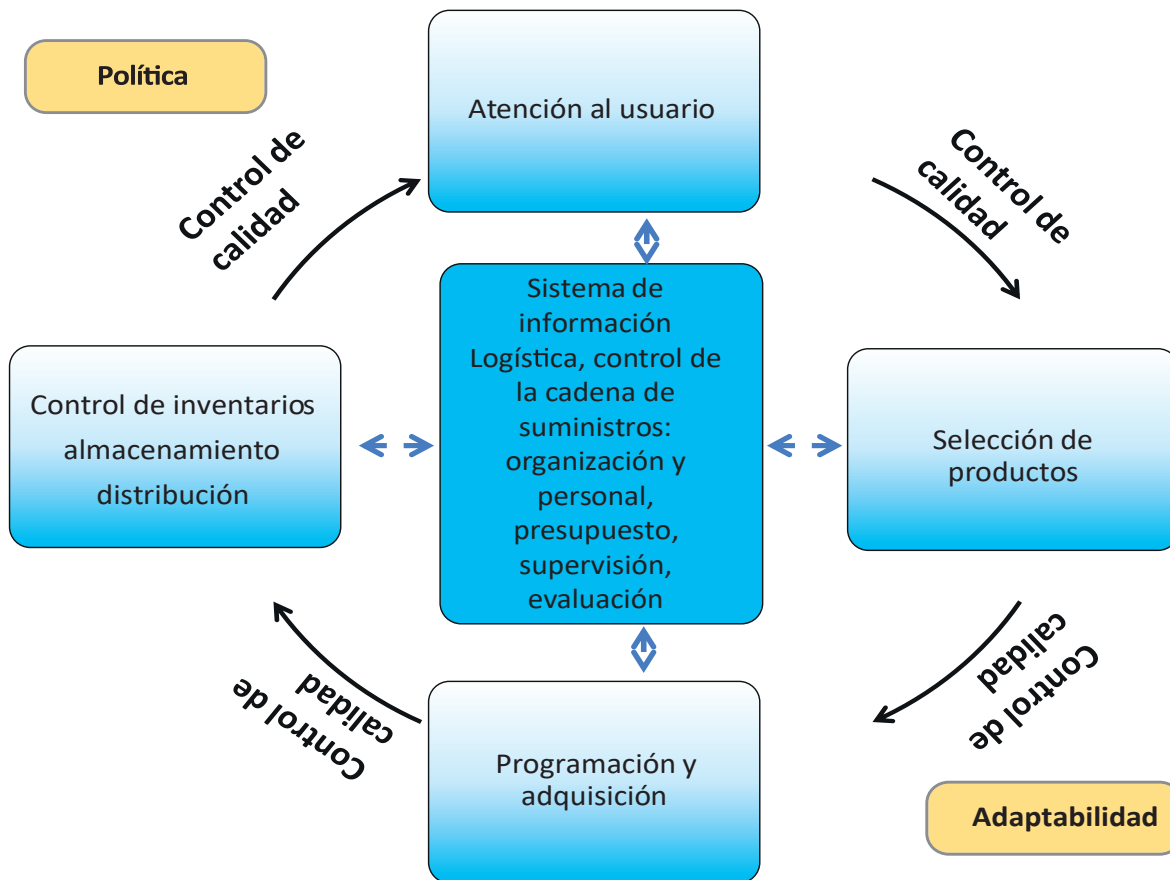 Política
Atención al usuario
Control de
calidad
Control de
calidad
Sistema de
información
Logística, control de
la cadena de
suministros:
organización y
personal,
presupuesto,
supervisión,
evaluación
Control de inventarios
almacenamiento
distribución
Selección de
productos
Control de
calidad
Control de
calidad
Programación y
adquisición
Adaptabilidad